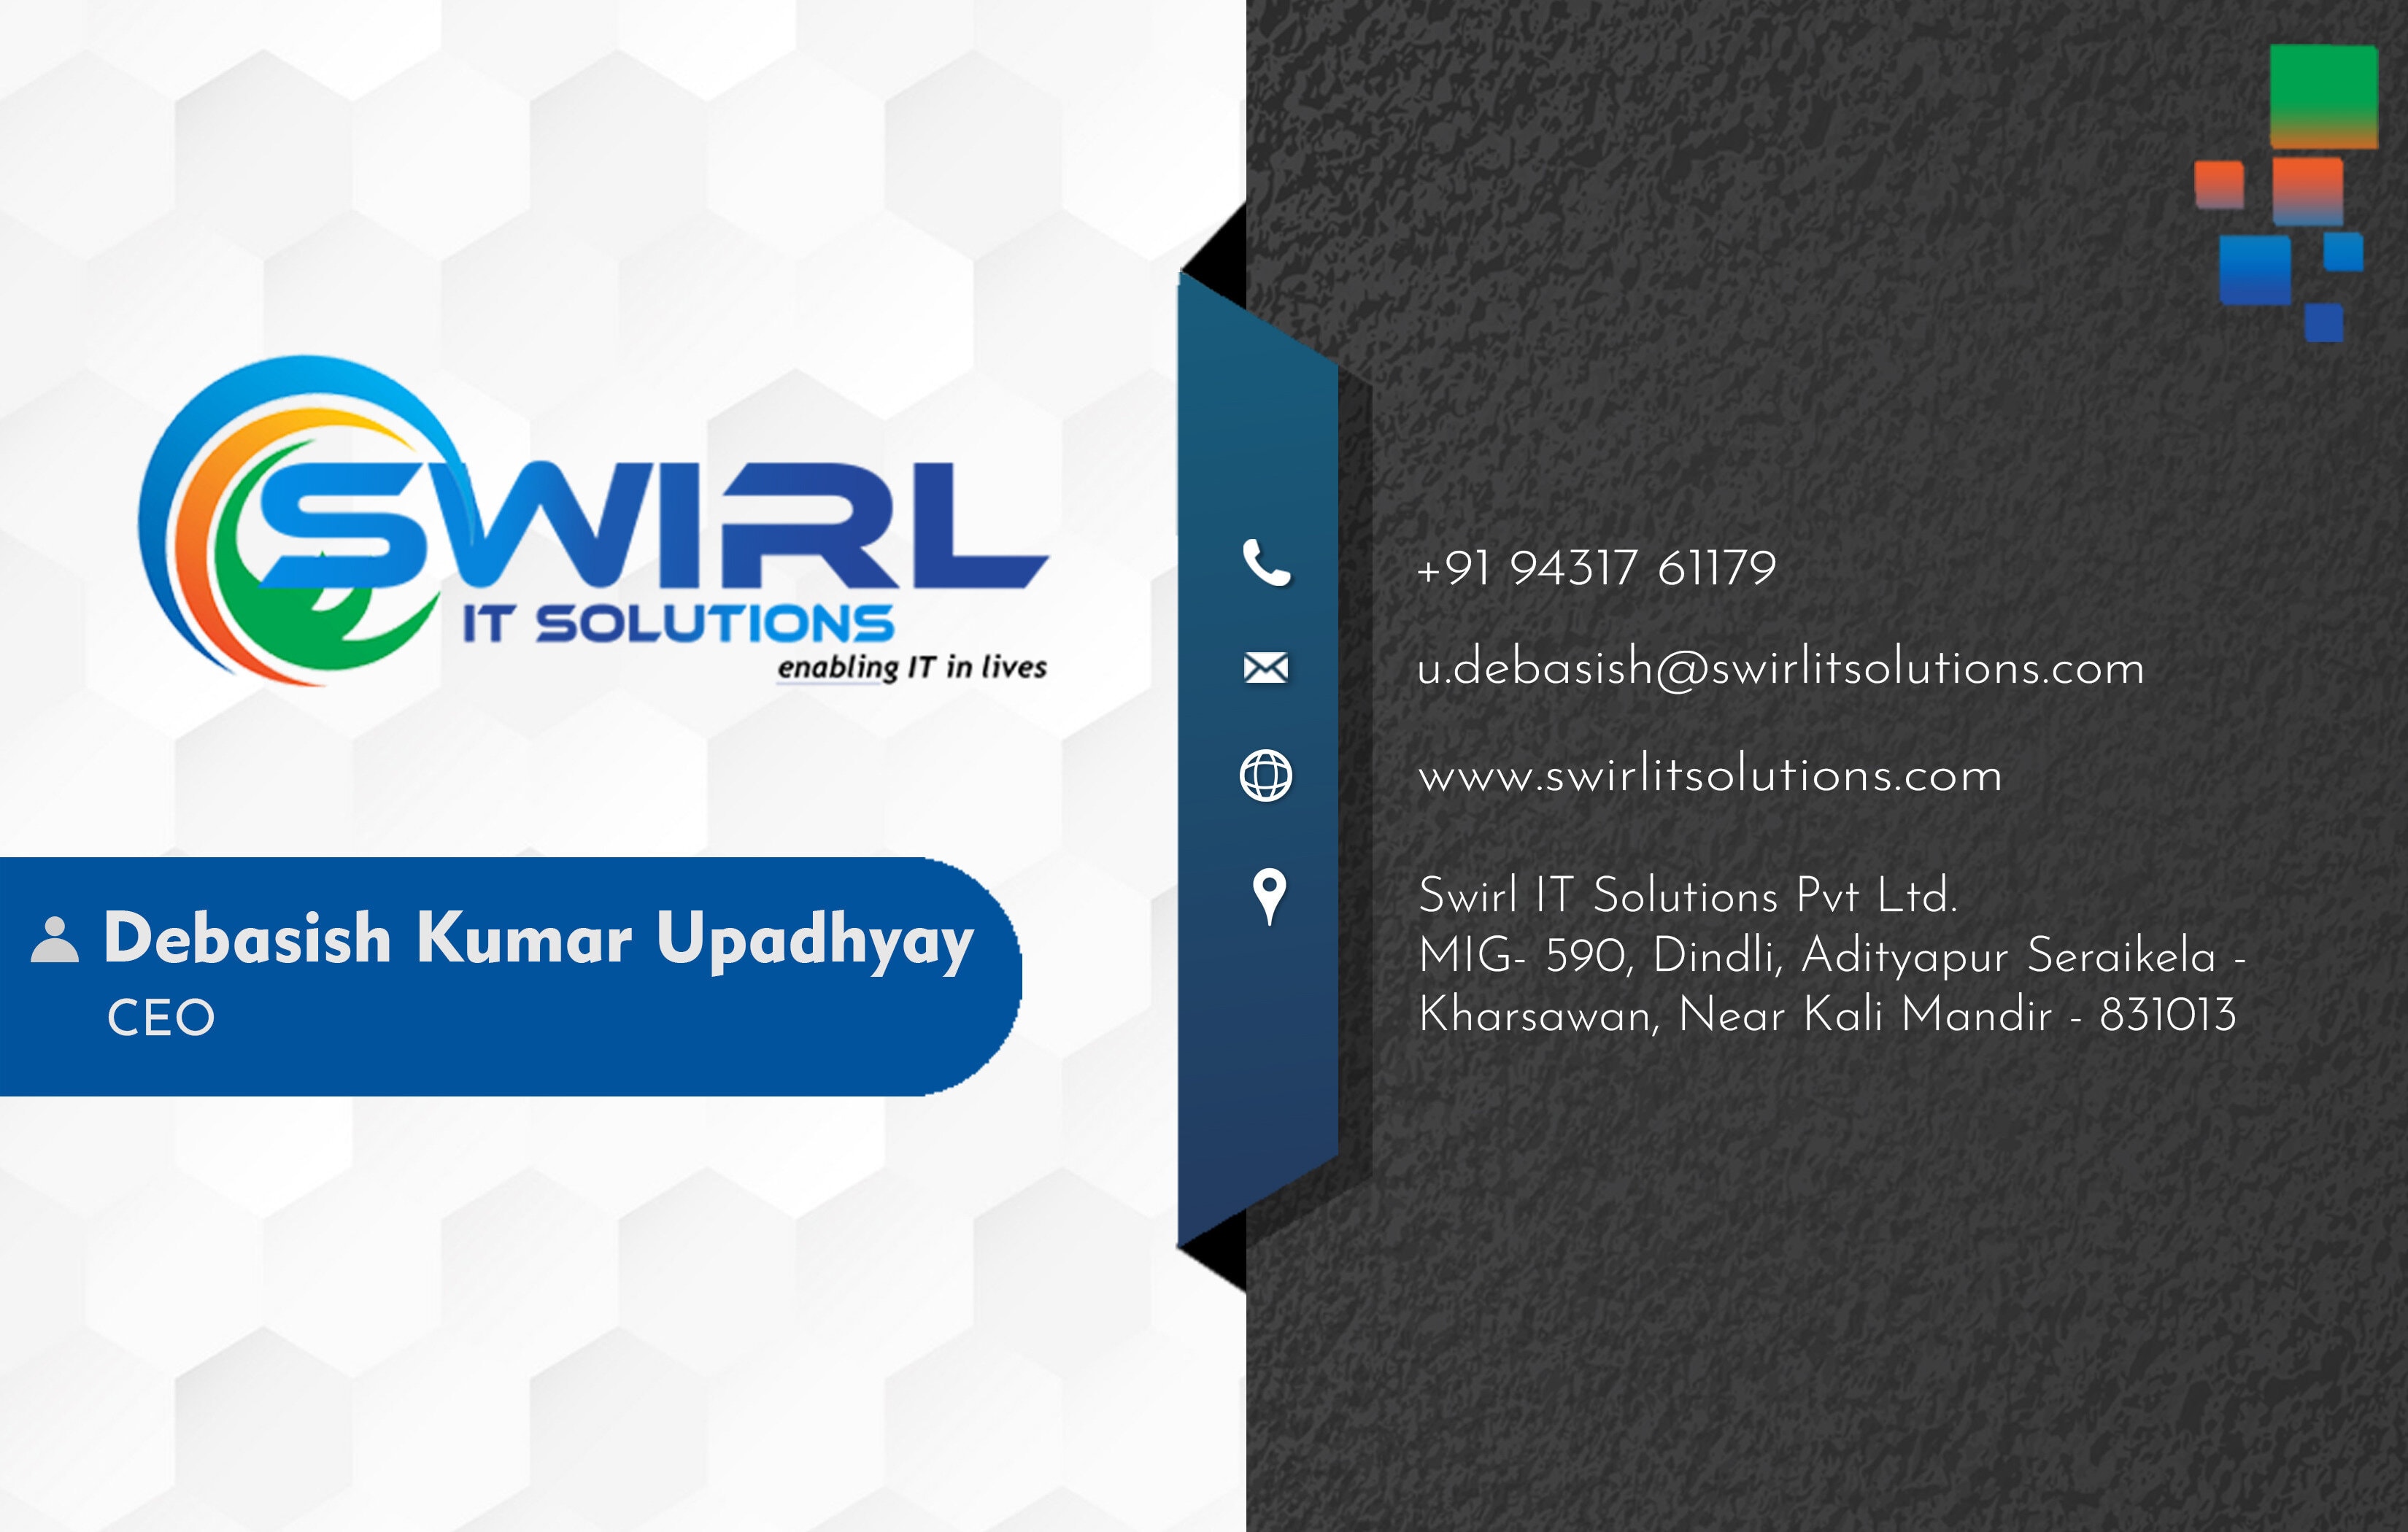 SWIRL
IT SOLUTIONS
enabling IT in lives
Debasish Kumar Upadhyay
CEO
+91 94317 61179
u.debasish@swirlitsolutions.com
www.swirlitsolutions.com
Swirl IT Solutions Pvt Ltd.
MIG- 590, Dindli, Adityapur Seraikela -
Kharsawan, Near Kali Mandir - 831013